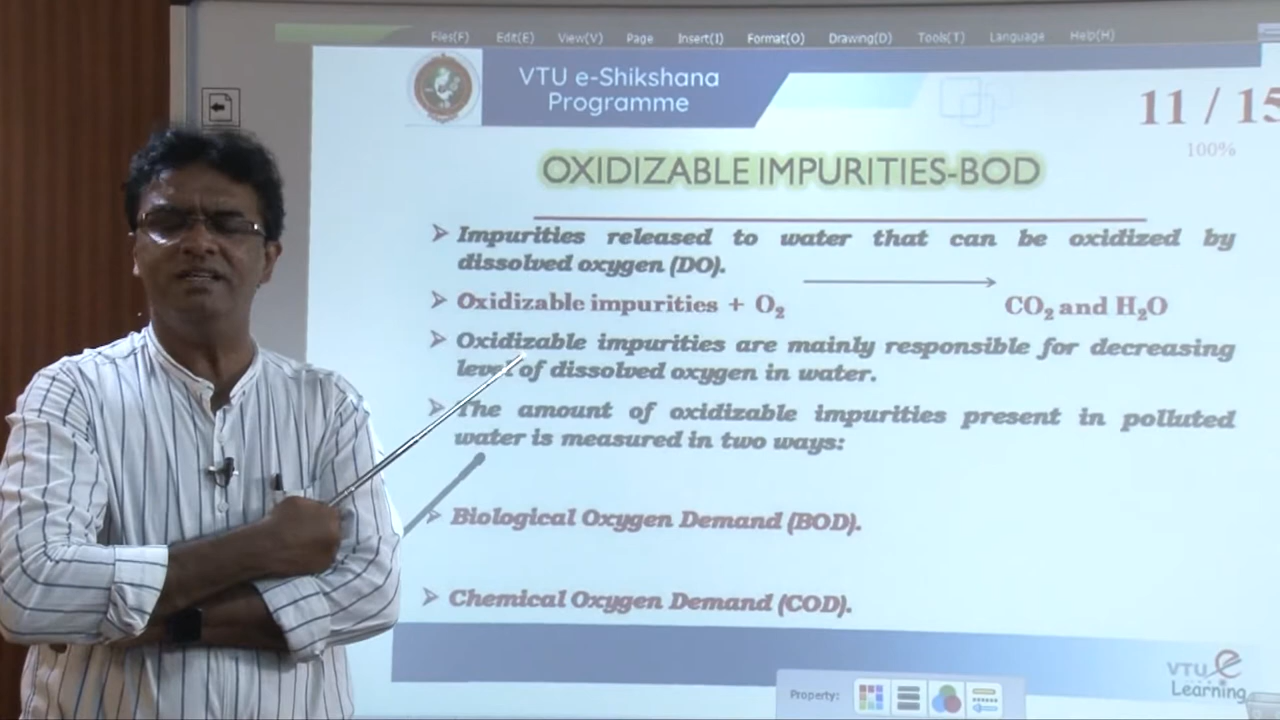 Files(F) Edit(E) View(V) Page Insert(I) Format(O) Drawing(D) Tools(T) Language Help(H)
VTU e-Shikshana
Programme
11 / 15
100%
OXIDIZABLE IMPURITIES-BOD
➢ Impurities released to water that can be oxidized by
dissolved oxygen (DO).
➢ Oxidizable impurities + O₂ ⟶ CO₂ and H₂O
➢ Oxidizable impurities are mainly responsible for decreasing
level of dissolved oxygen in water.
➢ The amount of oxidizable impurities present in polluted
water is measured in two ways:
➢ Biological Oxygen Demand (BOD).
➢ Chemical Oxygen Demand (COD).
VTU e
Learning
Property: